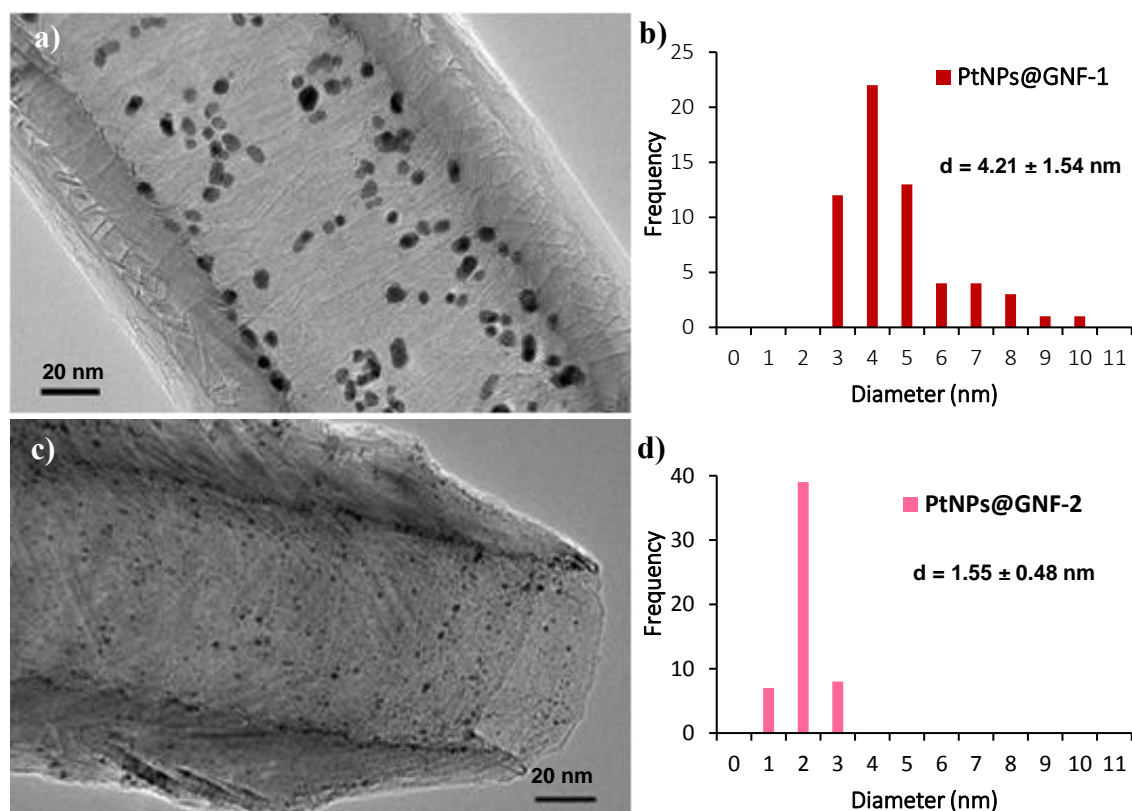 a)
20 nm
b)
25
20
15
10
5
0
Frequency
PtNPs@GNF-1
d = 4.21 ± 1.54 nm
0 1 2 3 4 5 6 7 8 9 10 11
Diameter (nm)
c)
20 nm
d)
40
30
20
10
0
Frequency
PtNPs@GNF-2
d = 1.55 ± 0.48 nm
0 1 2 3 4 5 6 7 8 9 10 11
Diameter (nm)